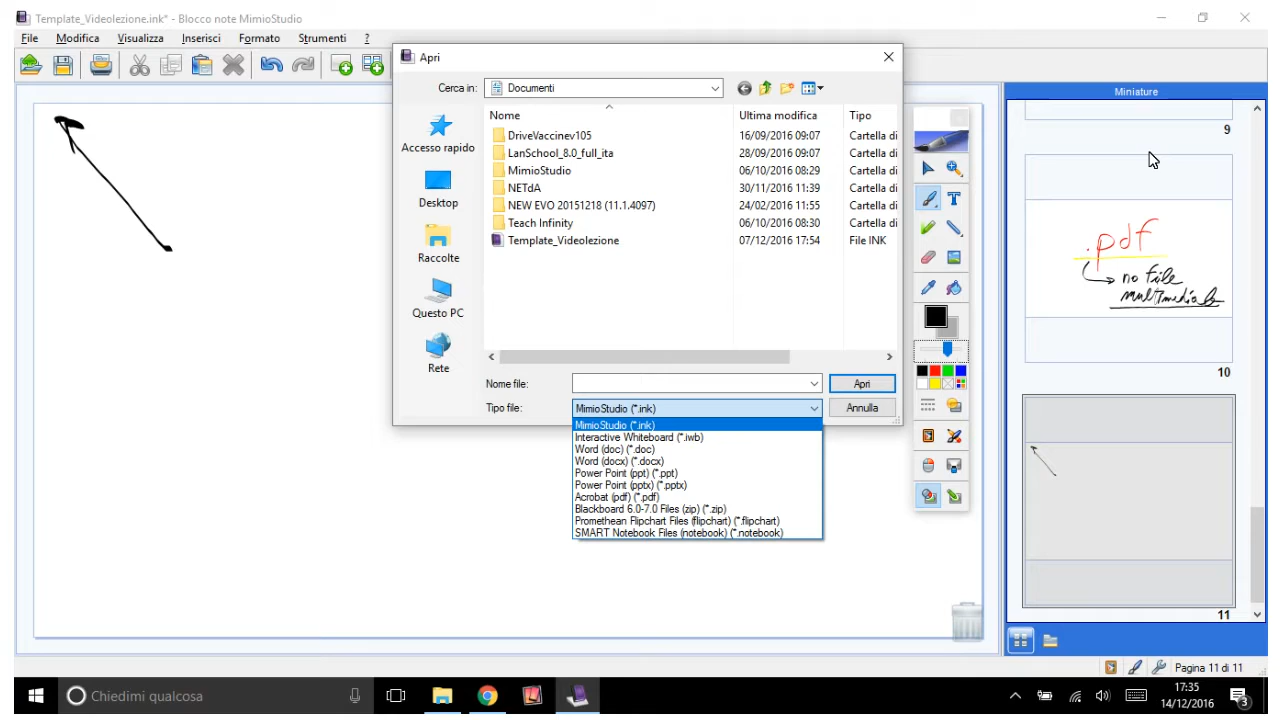 Template_Videolezione.ink* - Blocco note MimioStudio
File Modifica Visualizza Inserisci Formato Strumenti ?
Apri
Cerca in: Documenti
Nome Ultima modifica Tipo
DriveVaccinev105 16/09/2016 09:07 Cartella di
LanSchool_8.0_full_ita 28/09/2016 09:07 Cartella di
MimioStudio 06/10/2016 08:29 Cartella di
NETdA 30/11/2016 11:39 Cartella di
NEW EVO 20151218 (11.1.4097) 24/02/2016 11:55 Cartella di
Teach Infinity 06/10/2016 08:30 Cartella di
Template_Videolezione 07/12/2016 17:54 File INK
Accesso rapido
Desktop
Raccolte
Questo PC
Rete
Nome file:
Apri
Tipo file: MimioStudio (*.ink)
Annulla
MimioStudio (*.ink)
Interactive Whiteboard (*.iwb)
Word (doc) (*.doc)
Word (docx) (*.docx)
Power Point (ppt) (*.ppt)
Power Point (pptx) (*.pptx)
Acrobat (pdf) (*.pdf)
Blackboard 6.0-7.0 Files (zip) (*.zip)
Promethean Flipchart Files (flipchart) (*.flipchart)
SMART Notebook Files (notebook) (*.notebook)
T
Miniature
9
.pdf
no file
multimediale
10
11
Pagina 11 di 11
Chiedimi qualcosa
17:35
14/12/2016
3